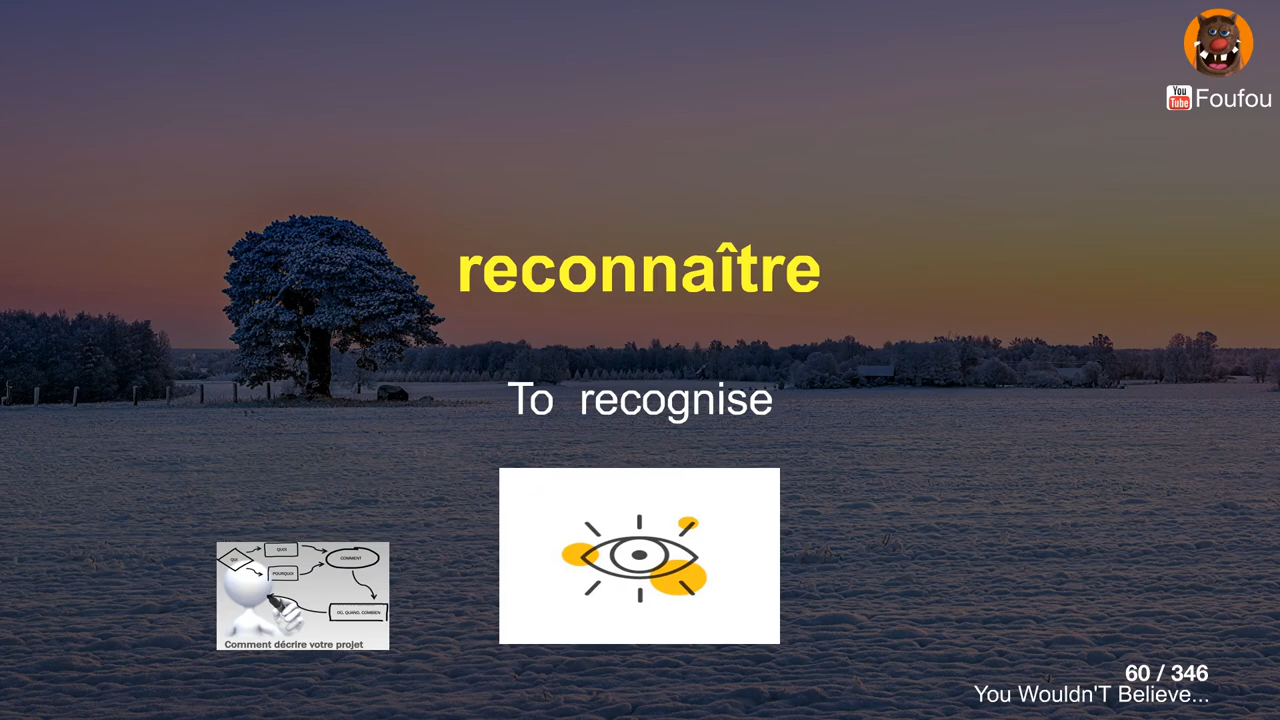 You
Tube
Foufou
reconnaître
To recognise
QUI
QUOI
POURQUOI
COMMENT
OÙ, QUAND, COMBIEN
Comment décrire votre projet
60 / 346
You Wouldn'T Believe...